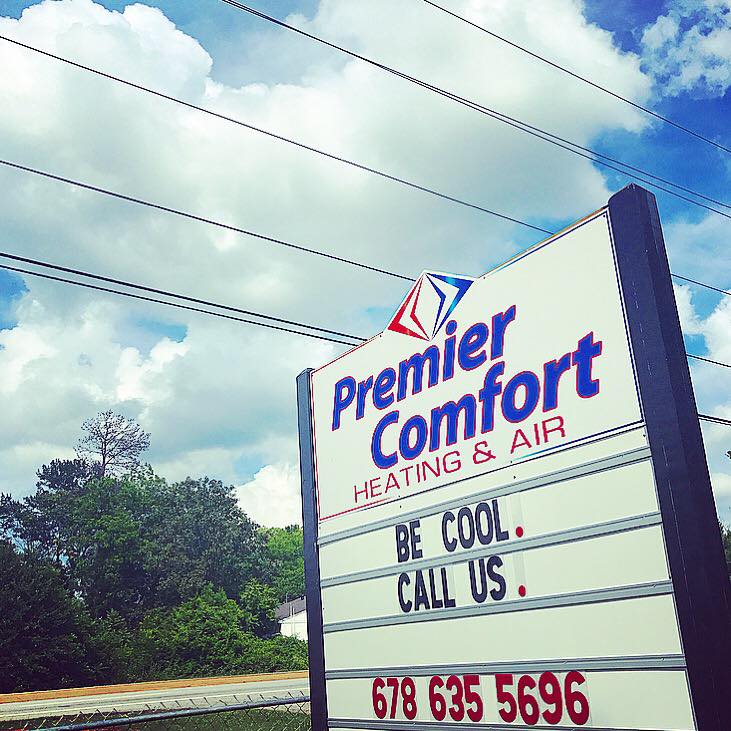 Premier
Comfort
HEATING & AIR
BE COOL.
CALL US.
678 635 5696